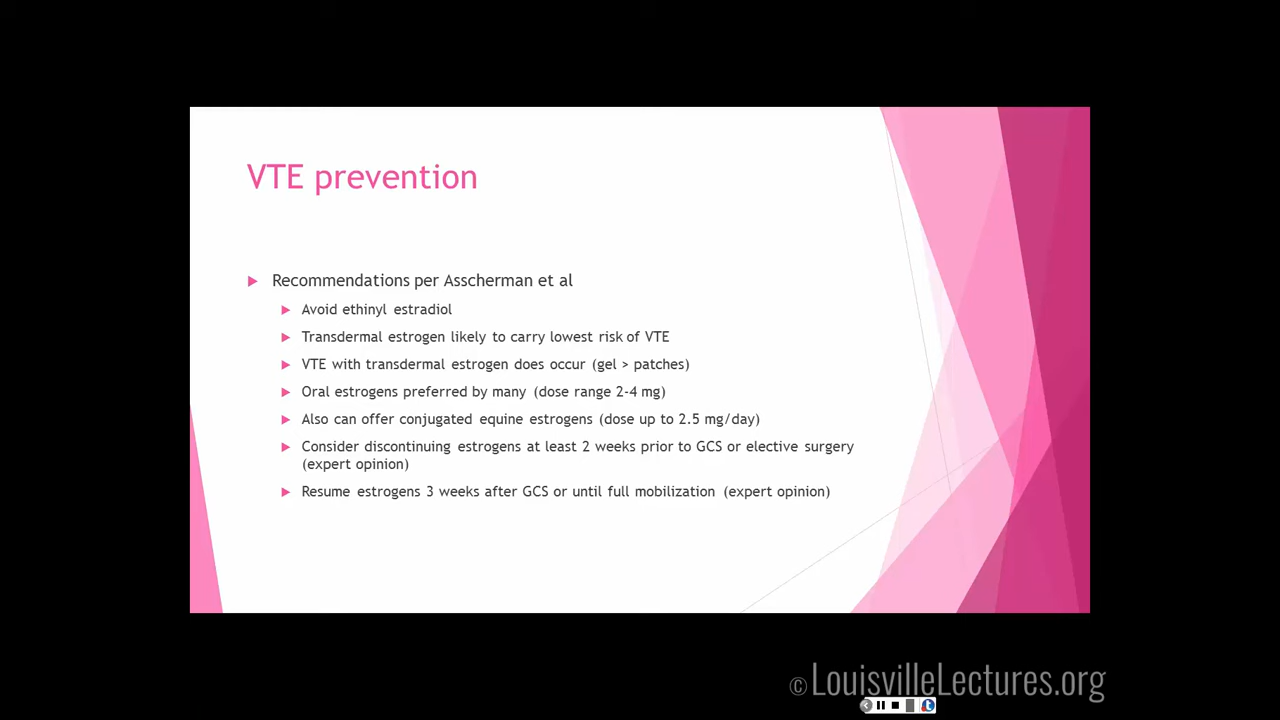 VTE prevention
Recommendations per Asscherman et al
Avoid ethinyl estradiol
Transdermal estrogen likely to carry lowest risk of VTE
VTE with transdermal estrogen does occur (gel > patches)
Oral estrogens preferred by many (dose range 2-4 mg)
Also can offer conjugated equine estrogens (dose up to 2.5 mg/day)
Consider discontinuing estrogens at least 2 weeks prior to GCS or elective surgery
(expert opinion)
Resume estrogens 3 weeks after GCS or until full mobilization (expert opinion)
© LouisvilleLectures.org